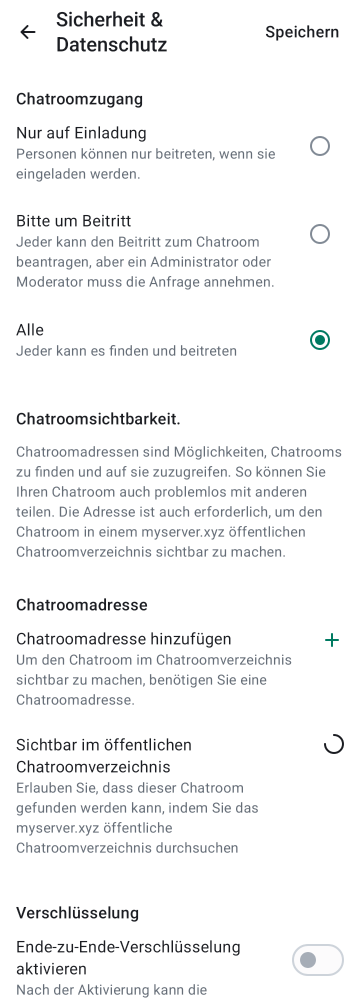 Sicherheit &
Datenschutz
Speichern
Chatroomzugang
Nur auf Einladung
Personen können nur beitreten, wenn sie
eingeladen werden.
Bitte um Beitritt
Jeder kann den Beitritt zum Chatroom
beantragen, aber ein Administrator oder
Moderator muss die Anfrage annehmen.
Alle
Jeder kann es finden und beitreten
Chatroomsichtbarkeit.
Chatroomadressen sind Möglichkeiten, Chatrooms
zu finden und auf sie zuzugreifen. So können Sie
Ihren Chatroom auch problemlos mit anderen
teilen. Die Adresse ist auch erforderlich, um den
Chatroom in einem myserver.xyz öffentlichen
Chatroomverzeichnis sichtbar zu machen.
Chatroomadresse
Chatroomadresse hinzufügen
Um den Chatroom im Chatroomverzeichnis
sichtbar zu machen, benötigen Sie eine
Chatroomadresse.
Sichtbar im öffentlichen
Chatroomverzeichnis
Erlauben Sie, dass dieser Chatroom
gefunden werden kann, indem Sie das
myserver.xyz öffentliche
Chatroomverzeichnis durchsuchen
Verschlüsselung
Ende-zu-Ende-Verschlüsselung
aktivieren
Nach der Aktivierung kann die